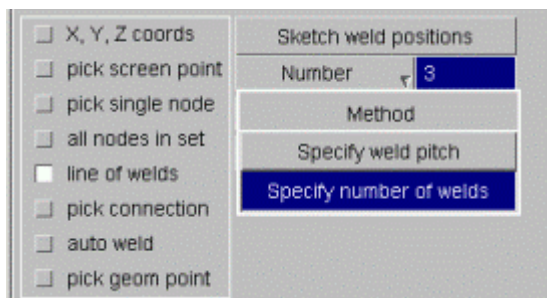 X, Y, Z coords
pick screen point
pick single node
all nodes in set
line of welds
pick connection
auto weld
pick geom point
Sketch weld positions
Number 3
Method
Specify weld pitch
Specify number of welds